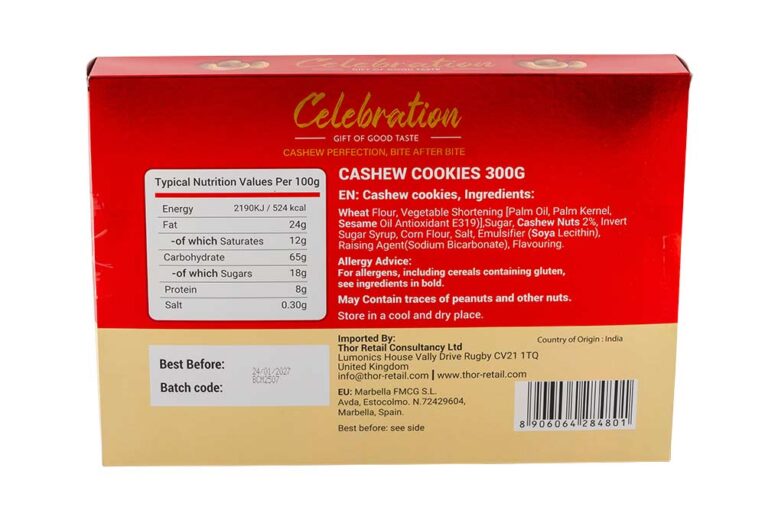 Celebration
GIFT OF GOOD TASTE
Celebration
GIFT OF GOOD TASTE
CASHEW PERFECTION, BITE AFTER BITE
Typical Nutrition Values Per 100g
Energy 2190KJ / 524 kcal
Fat 24g
-of which Saturates 12g
Carbohydrate 65g
-of which Sugars 18g
Protein 8g
Salt 0.30g
CASHEW COOKIES 300G
EN: Cashew cookies, Ingredients:
Wheat Flour, Vegetable Shortening [Palm Oil, Palm Kernel,
Sesame Oil Antioxidant E319)],Sugar, Cashew Nuts 2%, Invert
Sugar Syrup, Corn Flour, Salt, Emulsifier (Soya Lecithin),
Raising Agent(Sodium Bicarbonate), Flavouring.
Allergy Advice:
For allergens, including cereals containing gluten,
see ingredients in bold.
May Contain traces of peanuts and other nuts.
Store in a cool and dry place.
Best Before: 24/01/2027
Batch code: BCM2507
Imported By:
Thor Retail Consultancy Ltd
Lumonics House Vally Drive Rugby CV21 1TQ
United Kingdom
info@thor-retail.com | www.thor-retail.com
EU: Marbella FMCG S.L.
Avda, Estocolmo. N.72429604,
Marbella, Spain.
Best before: see side
Country of Origin : India
8 906064 284801